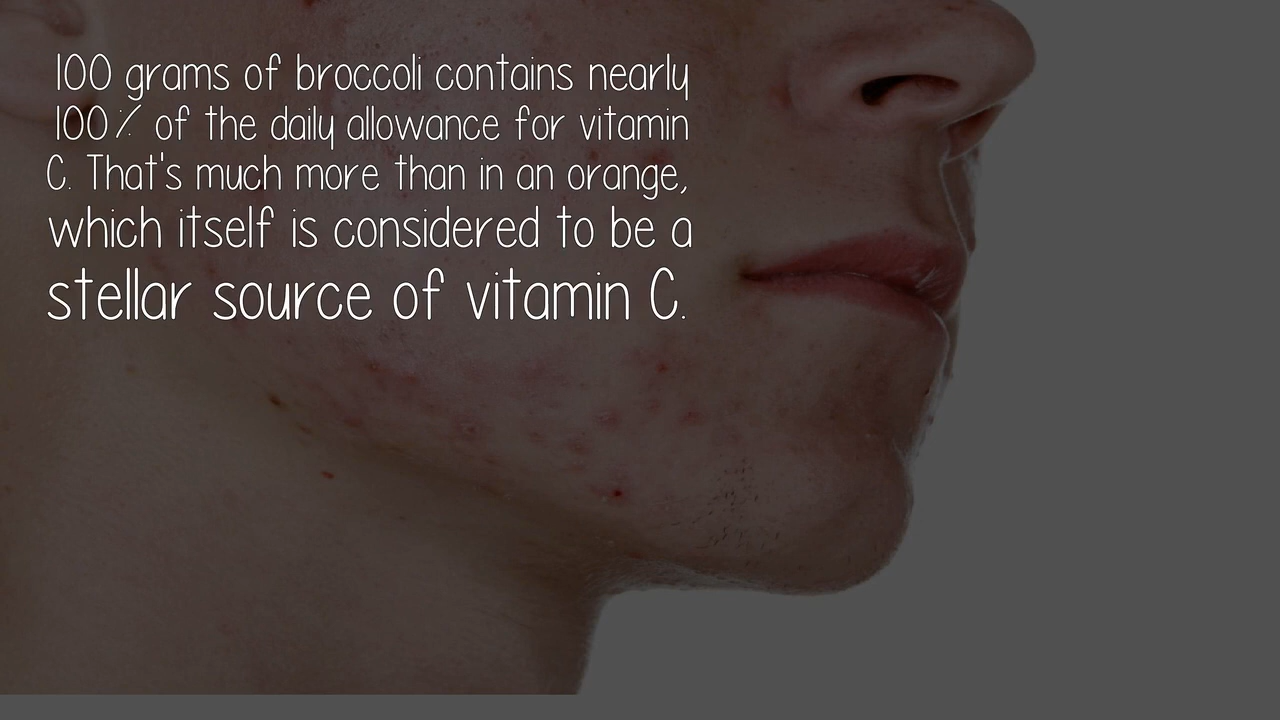 100 grams of broccoli contains nearly
100% of the daily allowance for vitamin
C. That's much more than in an orange,
which itself is considered to be a
stellar source of vitamin C.